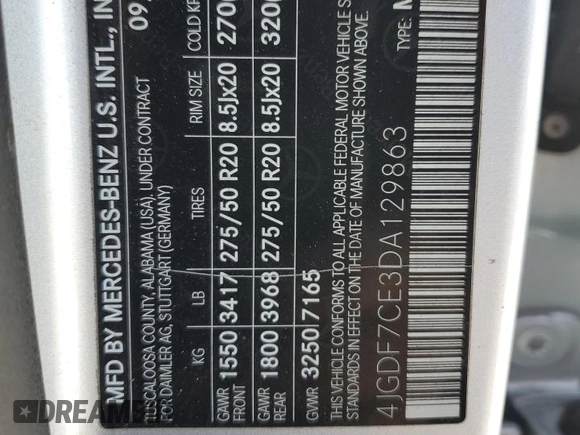 MFD BY MERCEDES-BENZ U.S. INTL., IN
09
TUSCALOOSA COUNTY, ALABAMA (USA), UNDER CONTRACT
FOR DAIMLER AG, STUTTGART (GERMANY)
KG LB TIRES RIM SIZE COLD KP
GAWR FRONT 1550 3417 275/50 R20 8.5Jx20 270
GAWR REAR 1800 3968 275/50 R20 8.5Jx20 320
GVWR 3250 7165
THIS VEHICLE CONFORMS TO ALL APPLICABLE FEDERAL MOTOR VEHICLE S
STANDARDS IN EFFECT ON THE DATE OF MANUFACTURE SHOWN ABOVE.
4JGDF7CE3DA129863 TYPE: M
DREAM